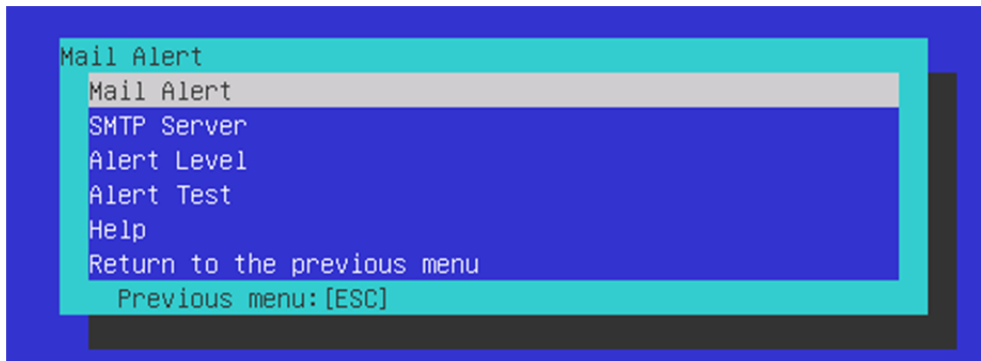 Mail Alert
Mail Alert
SMTP Server
Alert Level
Alert Test
Help
Return to the previous menu
Previous menu:[ESC]